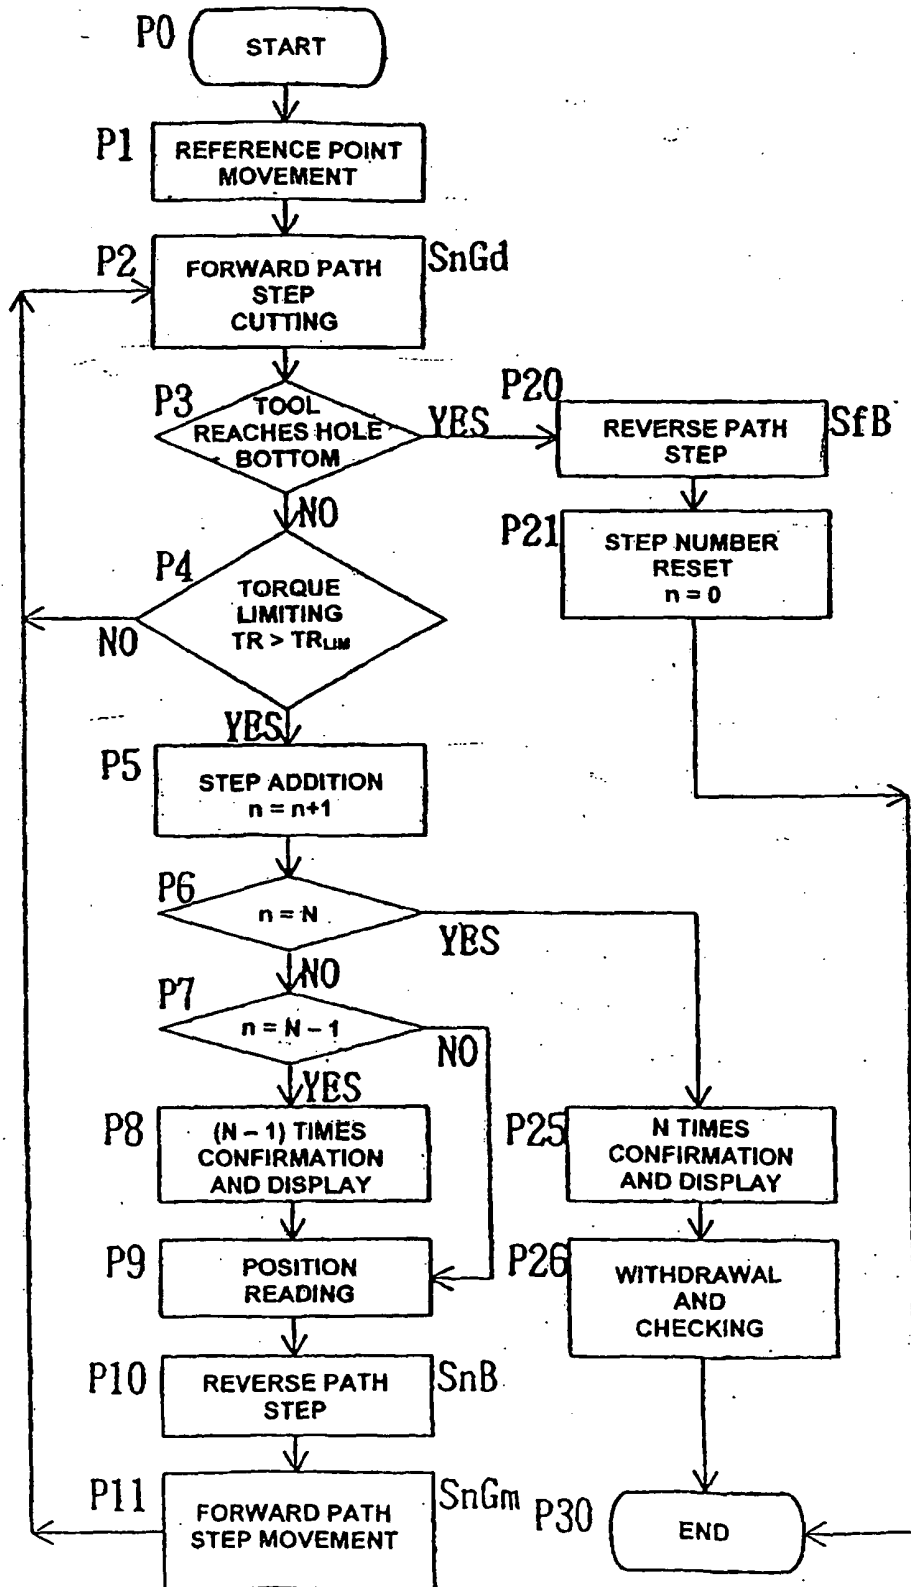 P0
START
P1
REFERENCE POINT
MOVEMENT
P2
FORWARD PATH
STEP
CUTTING
SnGd
P3
TOOL
REACHES HOLE
BOTTOM
YES
NO
P20
REVERSE PATH
STEP
SfB
P21
STEP NUMBER
RESET
n = 0
P4
TORQUE
LIMITING
TR > TRLIM
NO
YES
P5
STEP ADDITION
n = n+1
P6
n = N
YES
NO
P7
n = N – 1
NO
YES
P8
(N – 1) TIMES
CONFIRMATION
AND DISPLAY
P25
N TIMES
CONFIRMATION
AND DISPLAY
P9
POSITION
READING
P26
WITHDRAWAL
AND
CHECKING
P10
REVERSE PATH
STEP
SnB
P11
FORWARD PATH
STEP MOVEMENT
SnGm
P30
END